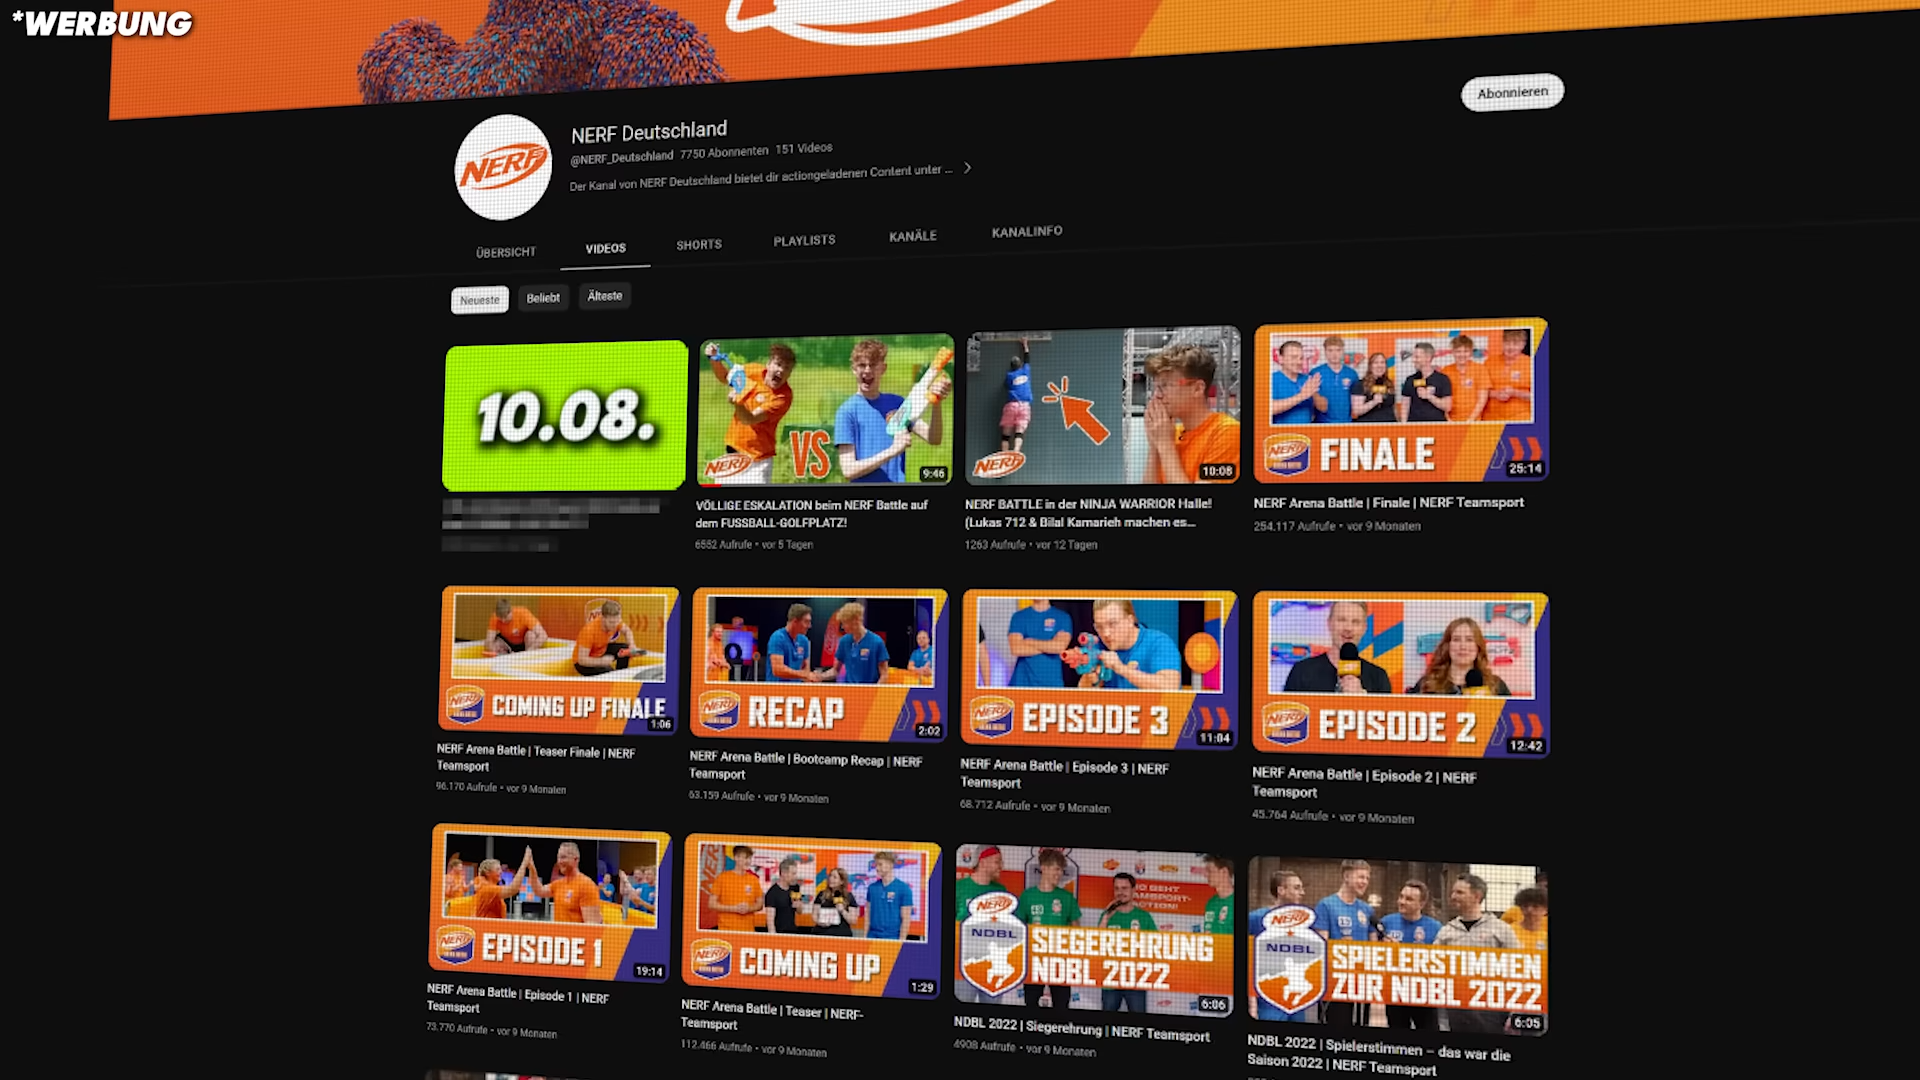 *WERBUNG
Abonnieren
NERF
NERF Deutschland
@NERF_Deutschland 7750 Abonnenten 151 Videos
Der Kanal von NERF Deutschland bietet dir actiongeladenen Content unter ...
ÜBERSICHT VIDEOS SHORTS PLAYLISTS KANÄLE KANALINFO
Neueste Beliebt Älteste
10.08.
NERF VS 9:46
VÖLLIGE ESKALATION beim NERF Battle auf
dem FUSSBALL-GOLFPLATZ!
6552 Aufrufe • vor 5 Tagen
NERF 10:08
NERF BATTLE in der NINJA WARRIOR Halle!
(Lukas 712 & Bilal Kamarieh machen es...
1263 Aufrufe • vor 12 Tagen
NERF FINALE 25:14
NERF Arena Battle | Finale | NERF Teamsport
254.117 Aufrufe • vor 9 Monaten
NERF COMING UP FINALE 1:06
NERF Arena Battle | Teaser Finale | NERF
Teamsport
96.170 Aufrufe • vor 9 Monaten
NERF RECAP 2:02
NERF Arena Battle | Bootcamp Recap | NERF
Teamsport
63.159 Aufrufe • vor 9 Monaten
NERF EPISODE 3 11:04
NERF Arena Battle | Episode 3 | NERF
Teamsport
68.712 Aufrufe • vor 9 Monaten
NERF EPISODE 2 12:42
NERF Arena Battle | Episode 2 | NERF
Teamsport
45.764 Aufrufe • vor 9 Monaten
NERF EPISODE 1 19:14
NERF Arena Battle | Episode 1 | NERF
Teamsport
73.770 Aufrufe • vor 9 Monaten
NERF COMING UP 1:29
NERF Arena Battle | Teaser | NERF-
Teamsport
112.466 Aufrufe • vor 9 Monaten
NERF
NDBL
SIEGEREHRUNG
NDBL 2022
6:06
NDBL 2022 | Siegerehrung | NERF Teamsport
4908 Aufrufe • vor 9 Monaten
NERF
NDBL
SPIELERSTIMMEN
ZUR NDBL 2022
6:05
NDBL 2022 | Spielerstimmen – das war die
Saison 2022 | NERF Teamsport